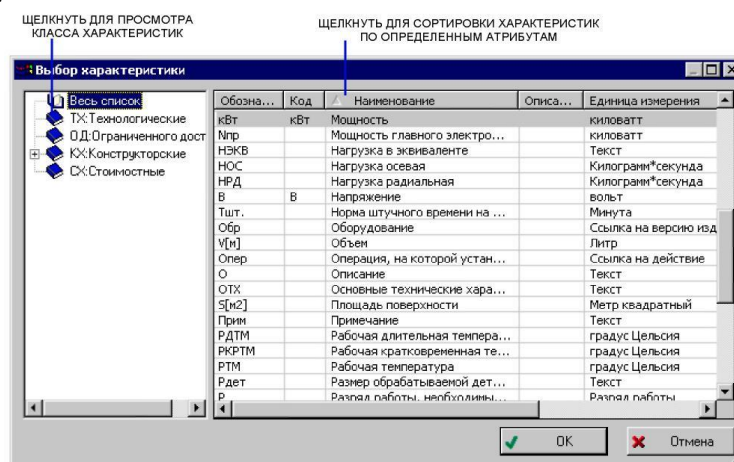 ЩЕЛКНУТЬ ДЛЯ ПРОСМОТРА
КЛАССА ХАРАКТЕРИСТИК
ЩЕЛКНУТЬ ДЛЯ СОРТИРОВКИ ХАРАКТЕРИСТИК
ПО ОПРЕДЕЛЕННЫМ АТРИБУТАМ
Выбор характеристики
Весь список
ТХ:Технологические
ОД:Ограниченного дост
КХ:Конструкторские
СХ:Стоимостные
Обозна... Код Наименование Описа... Единица измерения
кВт кВт Мощность киловатт
Nпр Мощность главного электро... киловатт
НЭКВ Нагрузка в эквиваленте Текст
НОС Нагрузка осевая Килограмм*секунда
НРД Нагрузка радиальная Килограмм*секунда
В В Напряжение вольт
Тшт. Норма штучного времени на ... Минута
Обр Оборудование Ссылка на версию изд
V[м] Объем Литр
Опер Операция, на которой устан... Ссылка на действие
О Описание Текст
ОТХ Основные технические хара... Текст
S[м2] Площадь поверхности Метр квадратный
Прим Примечание Текст
РДТМ Рабочая длительная темпера... градус Цельсия
РКРТМ Рабочая кратковременная те... градус Цельсия
РТМ Рабочая температура градус Цельсия
Рдет Размер обрабатываемой дет... Текст
Р Разряд работы, необходимы... Разряд работы
OK Отмена